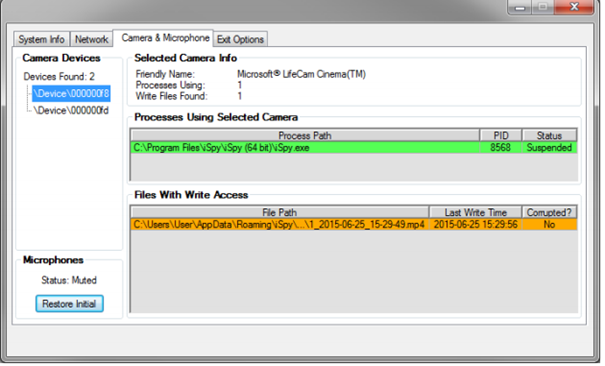 System Info Network Camera & Microphone Exit Options
Camera Devices
Devices Found: 2
\Device\000000f8
\Device\000000fd
Selected Camera Info
Friendly Name: Microsoft® LifeCam Cinema(TM)
Processes Using: 1
Write Files Found: 1
Processes Using Selected Camera
Process Path PID Status
C:\Program Files\iSpy\iSpy (64 bit)\iSpy.exe 8568 Suspended
Files With Write Access
File Path Last Write Time Corrupted?
C:\Users\User\AppData\Roaming\iSpy\...\1_2015-06-25_15-29-49.mp4 2015-06-25 15:29:56 No
Microphones
Status: Muted
Restore Initial